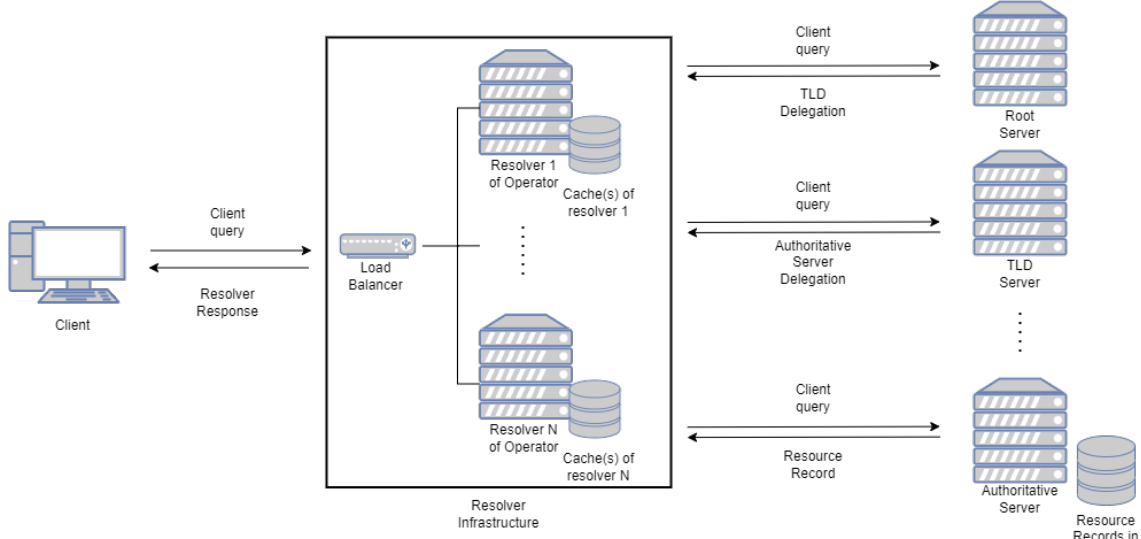 Client
query
Resolver
Response
Client
Load
Balancer
Resolver 1
of Operator
Cache(s) of
resolver 1
Resolver N
of Operator
Cache(s) of
resolver N
Resolver
Infrastructure
Client
query
TLD
Delegation
Root
Server
Client
query
Authoritative
Server
Delegation
TLD
Server
Client
query
Resource
Record
Authoritative
Server
Resource
Records in